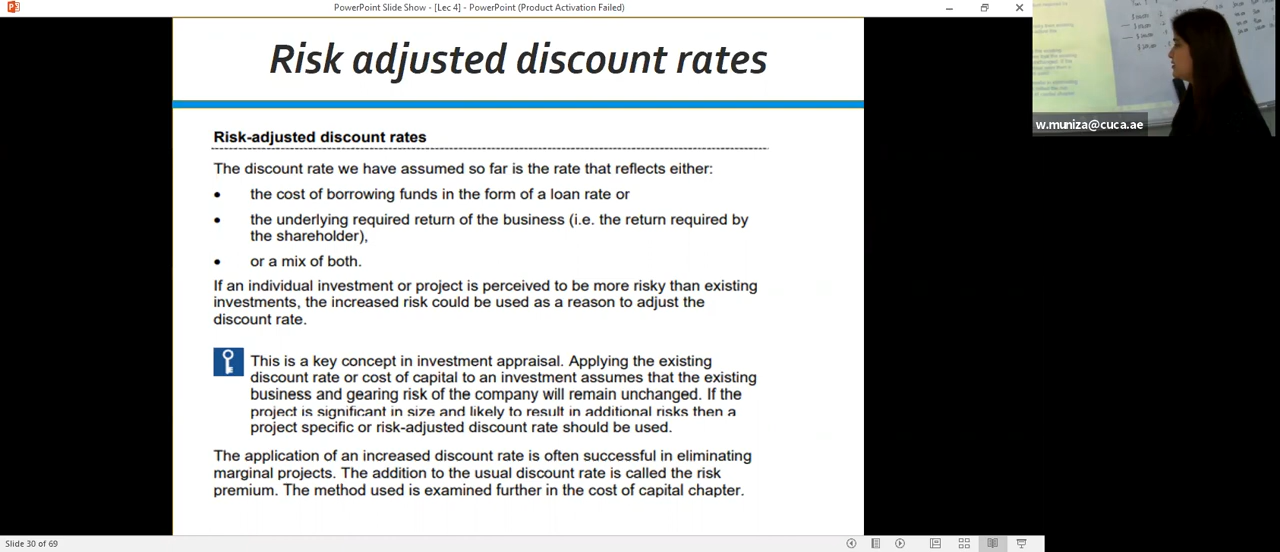 PowerPoint Slide Show - [Lec 4] - PowerPoint (Product Activation Failed)
Risk adjusted discount rates
w.muniza@cuca.ae
Risk-adjusted discount rates
The discount rate we have assumed so far is the rate that reflects either:
• the cost of borrowing funds in the form of a loan rate or
• the underlying required return of the business (i.e. the return required by
the shareholder),
• or a mix of both.
If an individual investment or project is perceived to be more risky than existing
investments, the increased risk could be used as a reason to adjust the
discount rate.
This is a key concept in investment appraisal. Applying the existing
discount rate or cost of capital to an investment assumes that the existing
business and gearing risk of the company will remain unchanged. If the
project is significant in size and likely to result in additional risks then a
project specific or risk-adjusted discount rate should be used.
The application of an increased discount rate is often successful in eliminating
marginal projects. The addition to the usual discount rate is called the risk
premium. The method used is examined further in the cost of capital chapter.
Slide 30 of 69